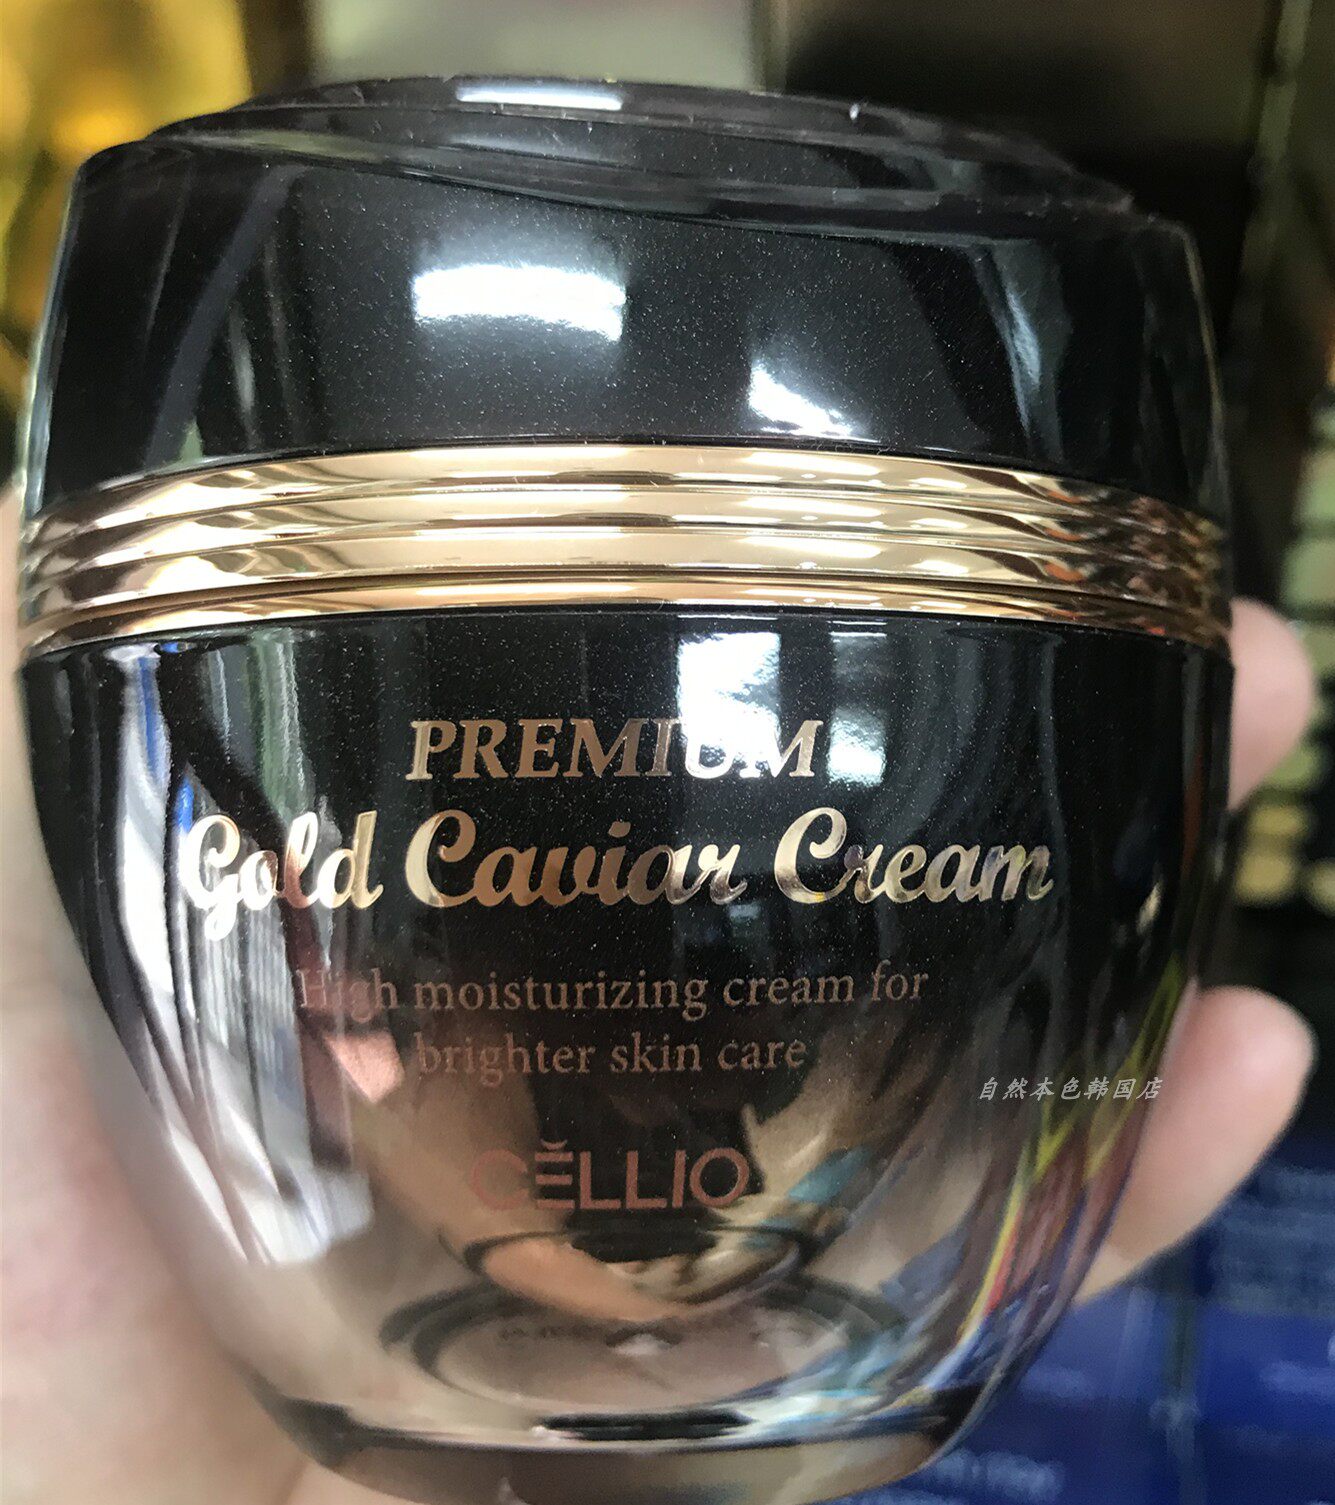 PREMIUM
Gold Caviar Cream
High moisturizing cream for
brighter skin care
自然本色韩国店
CELLIO